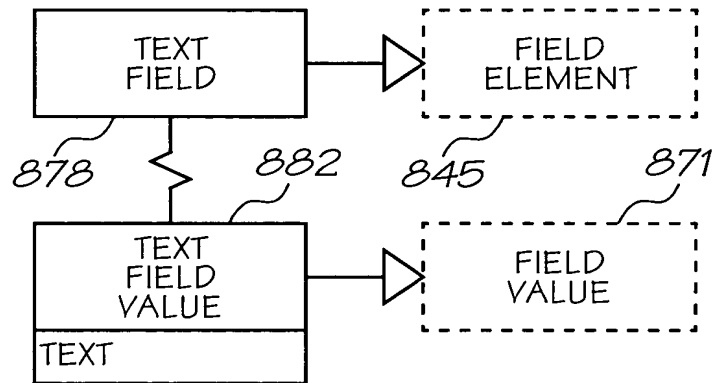 TEXT
FIELD
FIELD
ELEMENT
878
882
845
871
TEXT
FIELD
VALUE
FIELD
VALUE
TEXT